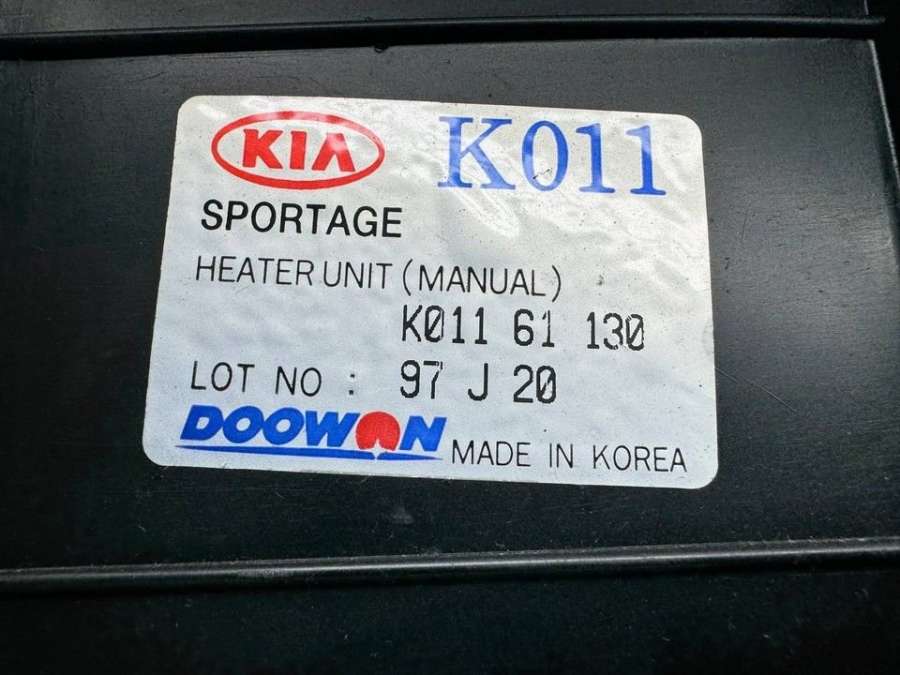 KIA K011
SPORTAGE
HEATER UNIT (MANUAL)
K011 61 130
LOT NO : 97 J 20
DOOWON MADE IN KOREA